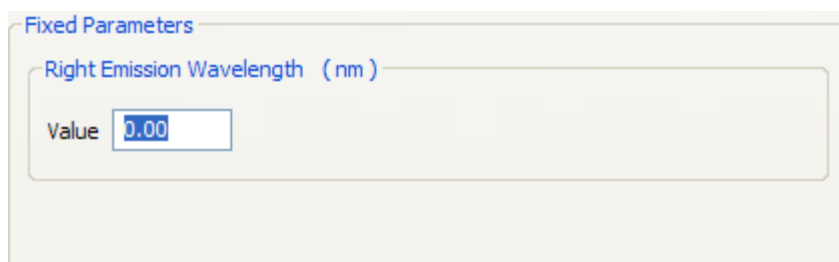 Fixed Parameters
Right Emission Wavelength ( nm )
Value 0.00